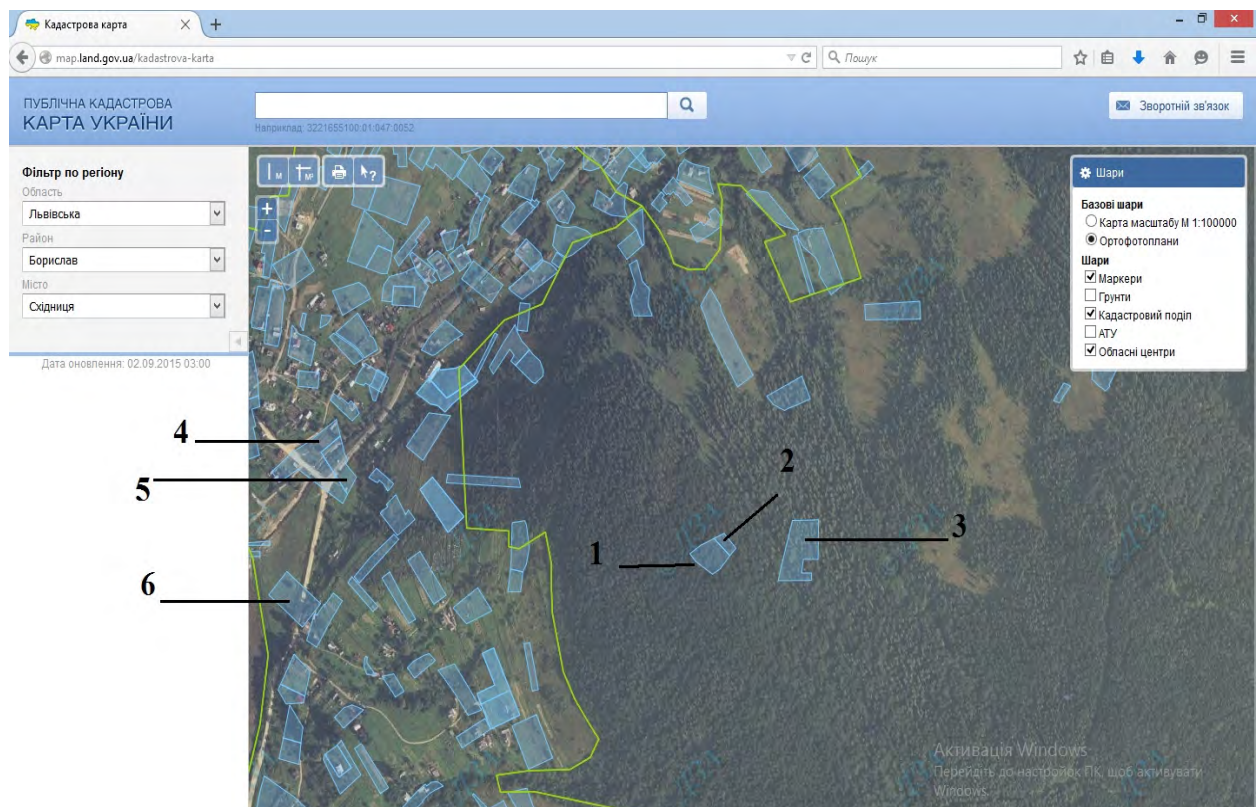 Кадастрова карта
map.land.gov.ua/kadastrova-karta
Пошук
ПУБЛІЧНА КАДАСТРОВА
КАРТА УКРАЇНИ
Наприклад: 3221655100:01:047:0052
Зворотній зв'язок
Фільтр по регіону
Область
Львівська
Район
Борислав
Місто
Східниця
Дата оновлення: 02.09.2015 03:00
М
М²
?
+
-
Шари
Базові шари
Карта масштабу М 1:100000
Ортофотоплани
Шари
Маркери
Ґрунти
Кадастровий поділ
АТУ
Обласні центри
4
5
6
1
2
3
Активація Windows
Перейдіть до настройок ПК, щоб активувати
Windows.